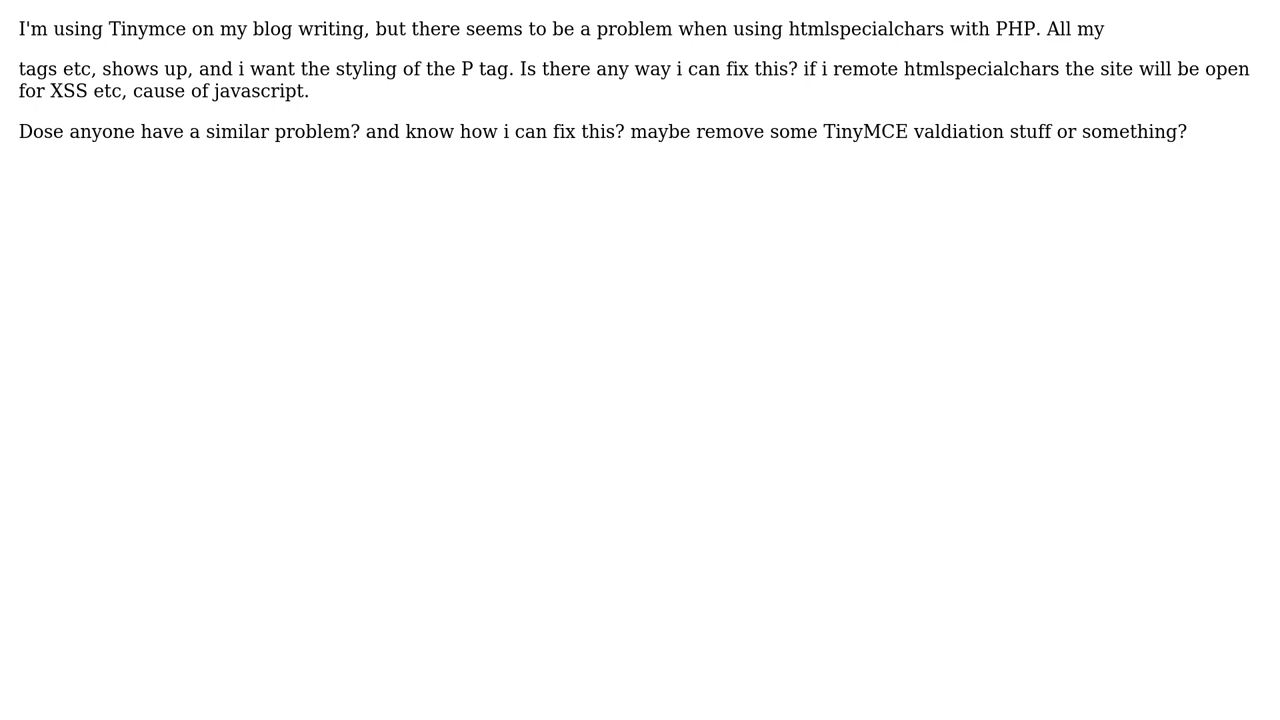 I'm using Tinymce on my blog writing, but there seems to be a problem when using htmlspecialchars with PHP. All my
tags etc, shows up, and i want the styling of the P tag. Is there any way i can fix this? if i remote htmlspecialchars the site will be open
for XSS etc, cause of javascript.
Dose anyone have a similar problem? and know how i can fix this? maybe remove some TinyMCE valdiation stuff or something?